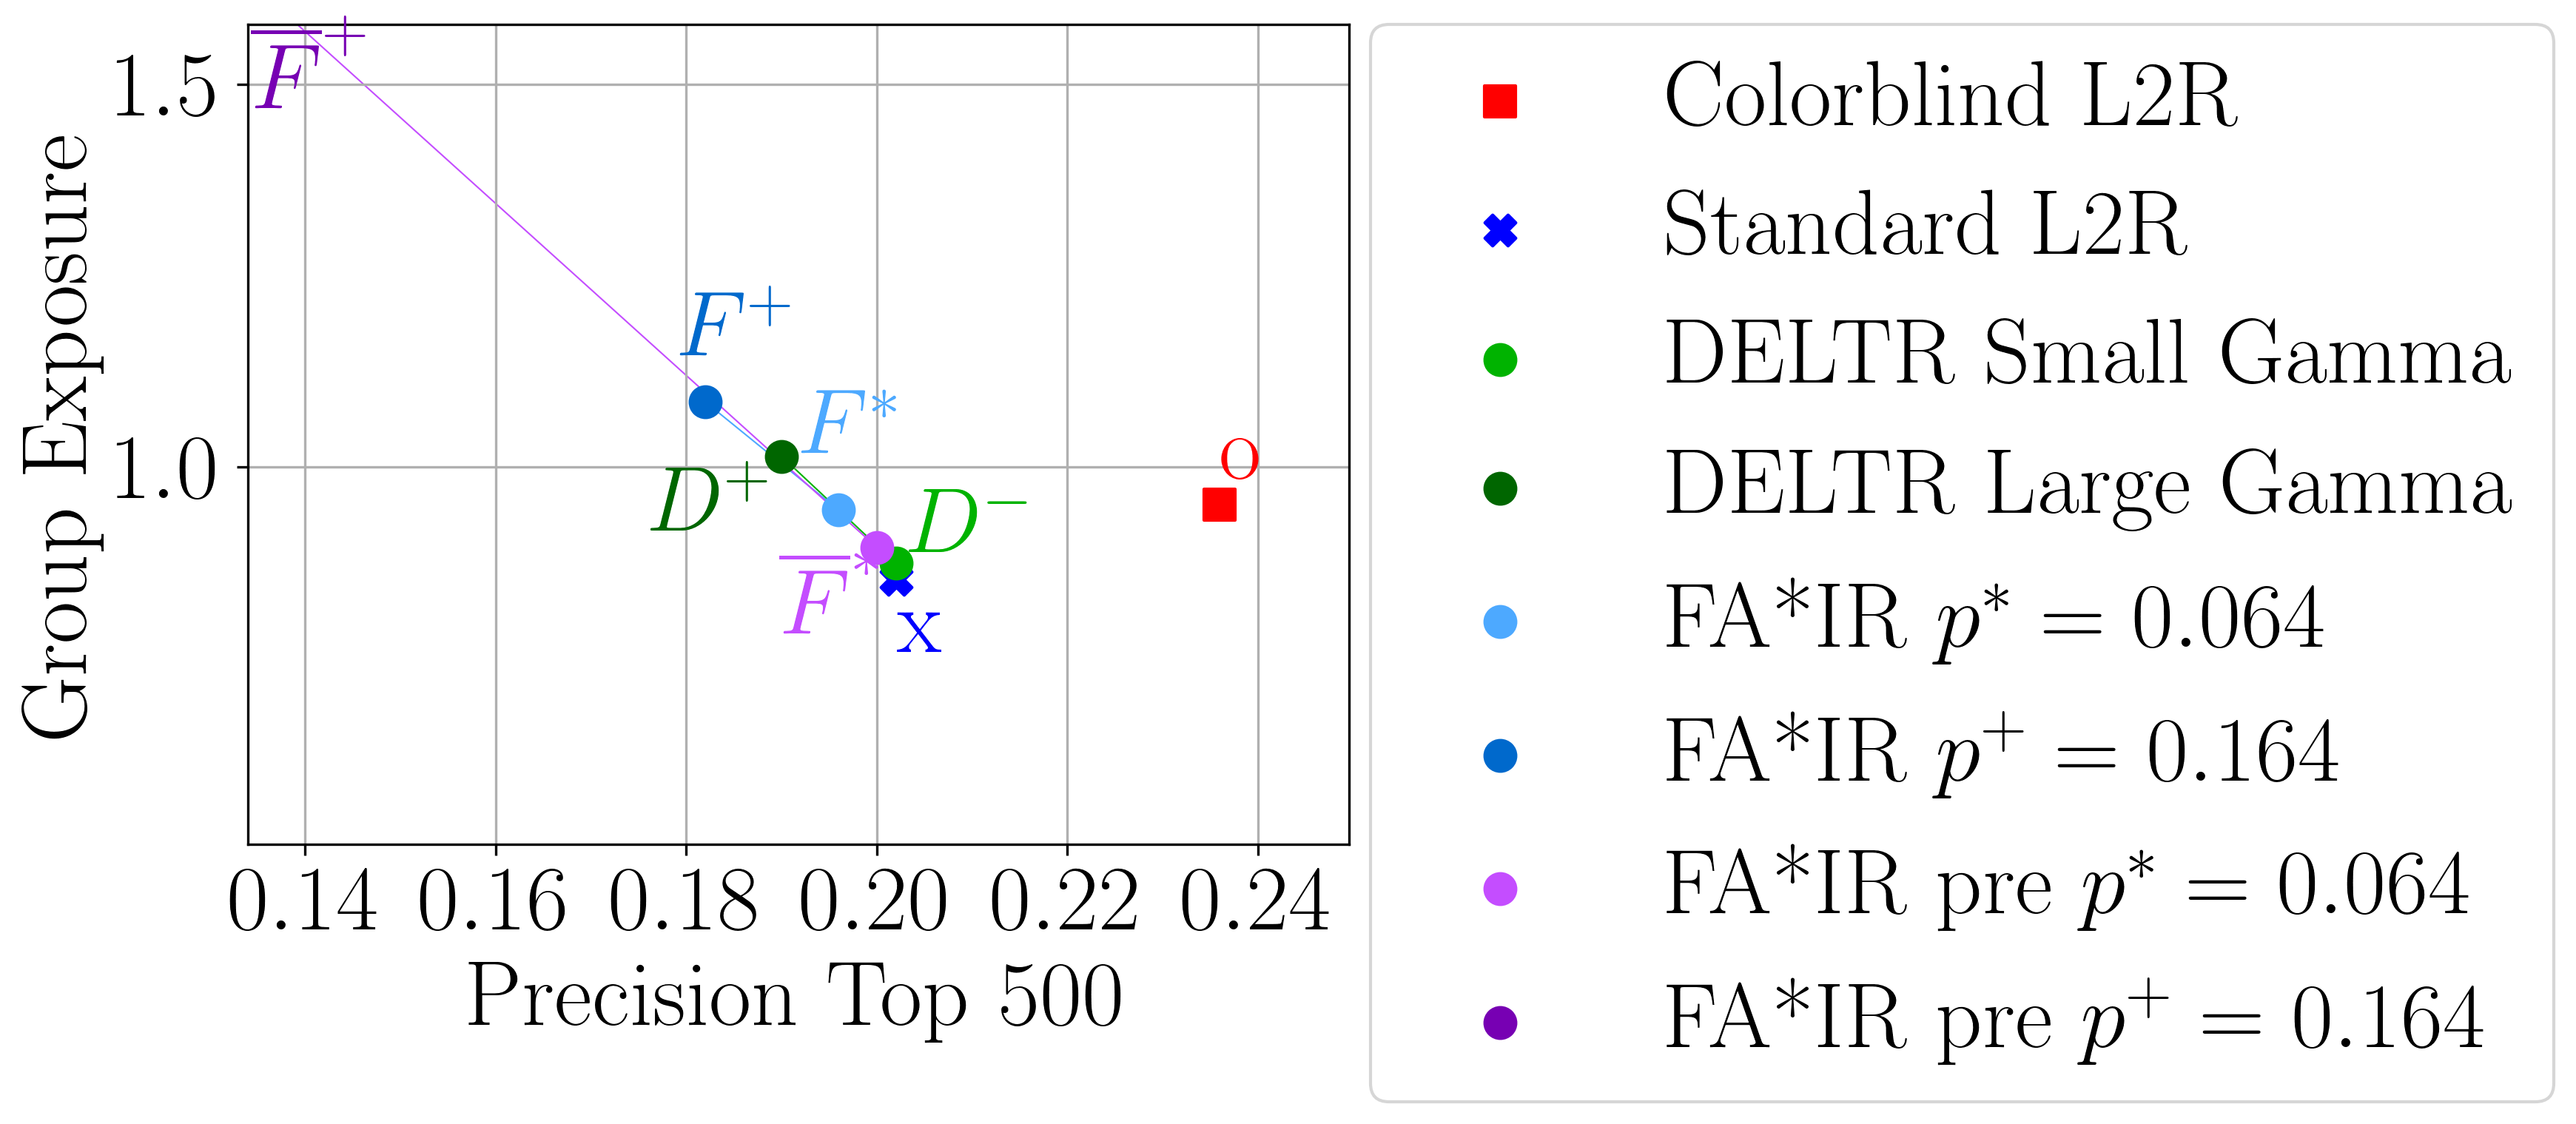 Group Exposure
1.5
1.0
0.14 0.16 0.18 0.20 0.22 0.24
Precision Top 500
F̅⁺
F⁺
F*
D⁺
D⁻
F̅*
x
o
Colorblind L2R
Standard L2R
DELTR Small Gamma
DELTR Large Gamma
FA*IR p* = 0.064
FA*IR p⁺ = 0.164
FA*IR pre p* = 0.064
FA*IR pre p⁺ = 0.164